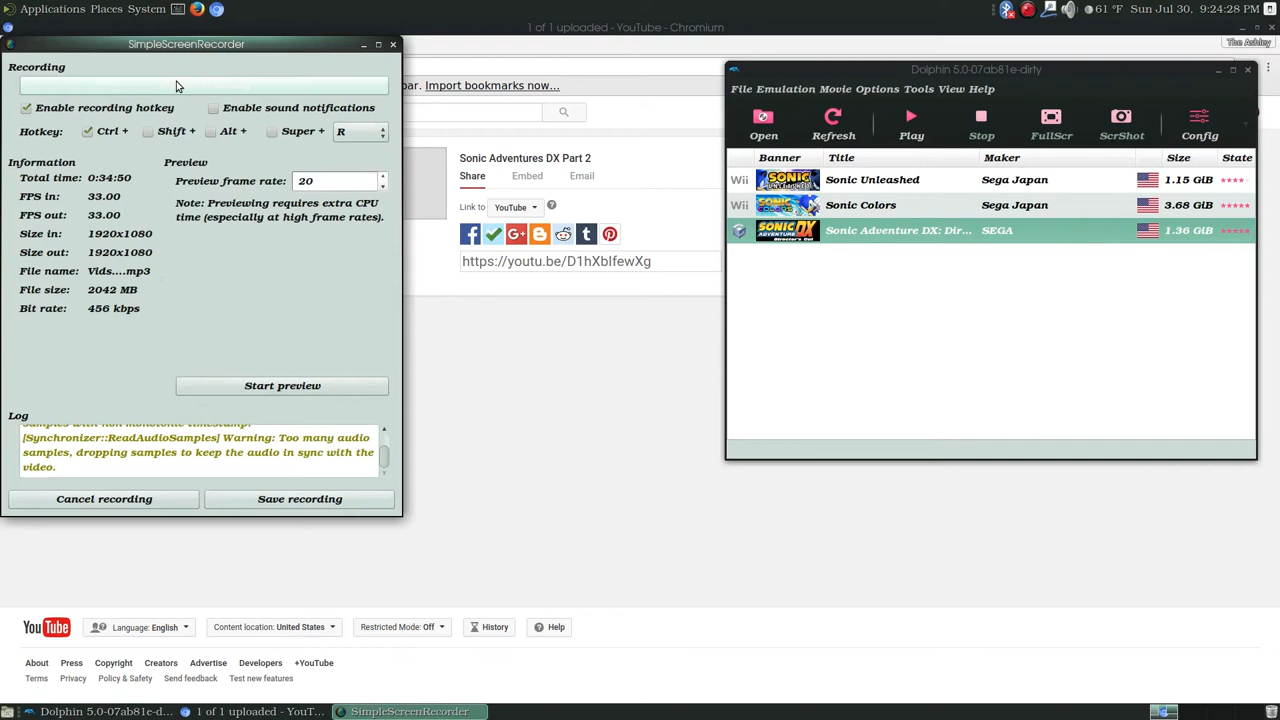 Applications Places System 61 °F Sun Jul 30, 9:24:28 PM
1 of 1 uploaded - YouTube - Chromium
The Ashley
SimpleScreenRecorder
Recording
Enable recording hotkey Enable sound notifications
Hotkey: Ctrl + Shift + Alt + Super + R
Information
Total time: 0:34:50
FPS in: 33.00
FPS out: 33.00
Size in: 1920x1080
Size out: 1920x1080
File name: Vids....mp3
File size: 2042 MB
Bit rate: 456 kbps
Preview
Preview frame rate: 20
Note: Previewing requires extra CPU
time (especially at high frame rates).
Start preview
Log
[Synchronizer::ReadAudioSamples] Warning: Too many audio
samples, dropping samples to keep the audio in sync with the
video.
Cancel recording Save recording
bar. Import bookmarks now...
Sonic Adventures DX Part 2
Share Embed Email
Link to YouTube
https://youtu.be/D1hXbIfewXg
Dolphin 5.0-07ab81e-dirty
File Emulation Movie Options Tools View Help
Open Refresh Play Stop FullScr ScrShot Config
Banner Title Maker Size State
Wii Sonic Unleashed Sega Japan 1.15 GiB
Wii Sonic Colors Sega Japan 3.68 GiB
Sonic Adventure DX: Dir... SEGA 1.36 GiB
YouTube Language: English Content location: United States Restricted Mode: Off History Help
About Press Copyright Creators Advertise Developers +YouTube
Terms Privacy Policy & Safety Send feedback Test new features
Dolphin 5.0-07ab81e-d... 1 of 1 uploaded - YouT... SimpleScreenRecorder